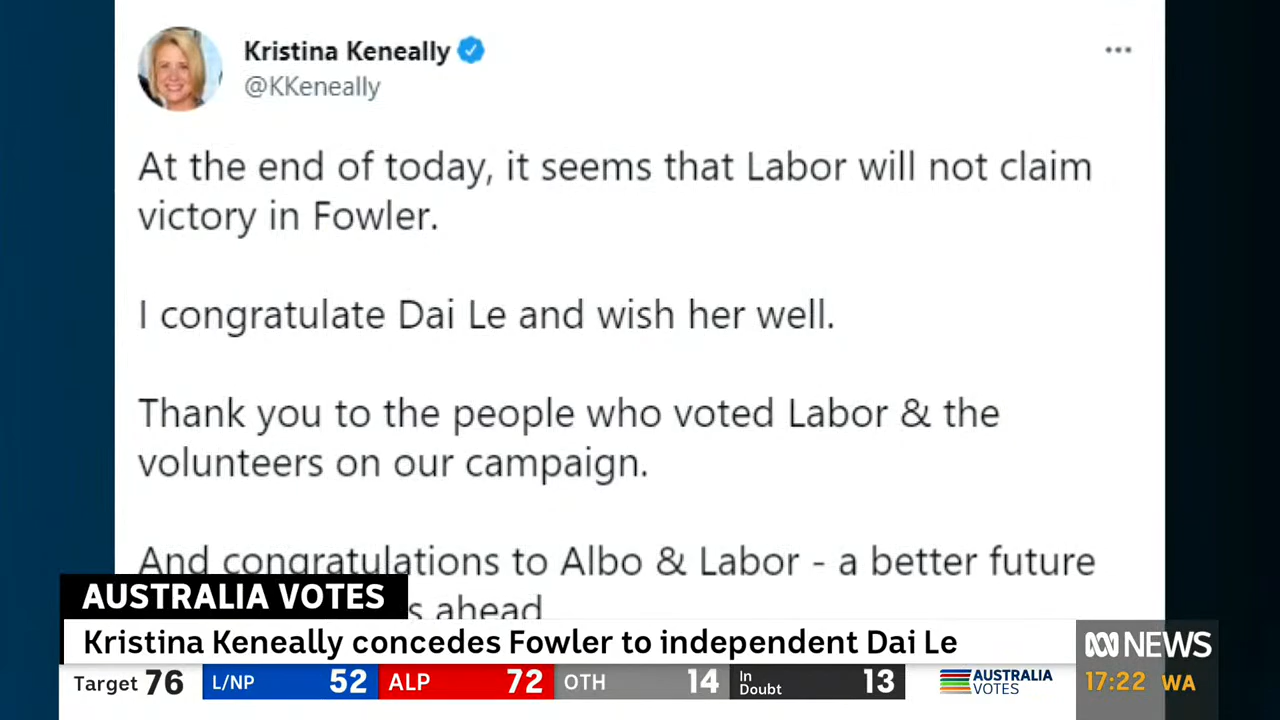 Kristina Keneally
@KKeneally
At the end of today, it seems that Labor will not claim
victory in Fowler.
I congratulate Dai Le and wish her well.
Thank you to the people who voted Labor & the
volunteers on our campaign.
And congratulations to Albo & Labor - a better future
s ahead
AUSTRALIA VOTES
Kristina Keneally concedes Fowler to independent Dai Le
NEWS
Target 76 L/NP 52 ALP 72 OTH 14 In Doubt 13
AUSTRALIA VOTES
17:22 WA